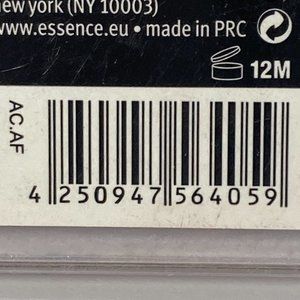 new york (NY 10003)
www.essence.eu • made in PRC
12M
AC.AF
4 250947 564059